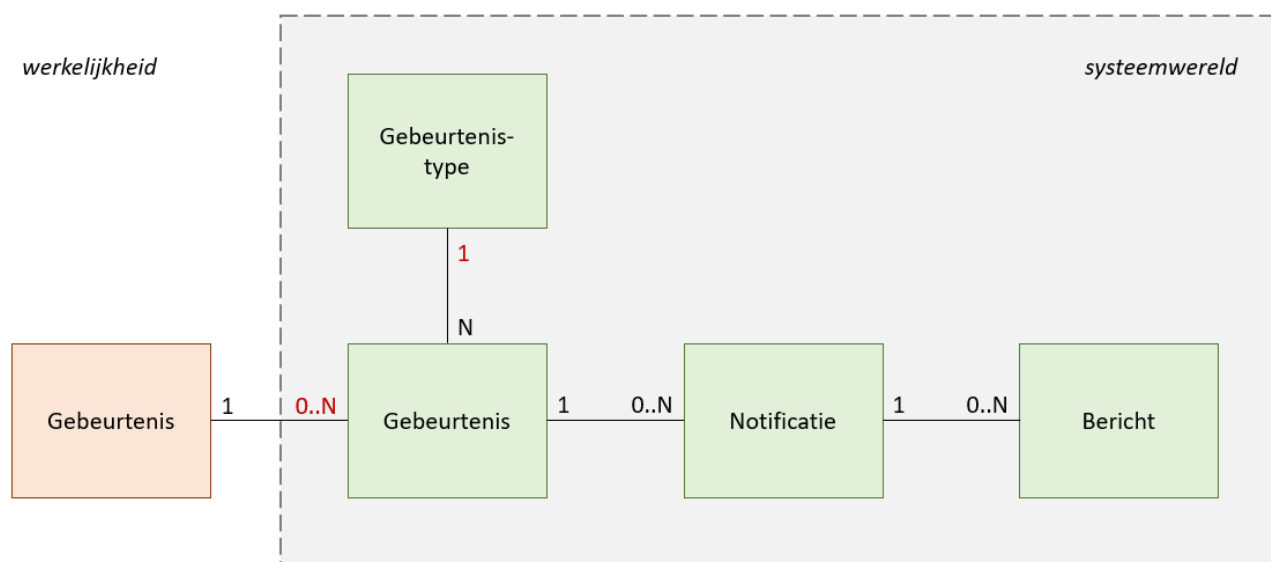 werkelijkheid
systeemwereld
Gebeurtenis-
type
1
N
Gebeurtenis
1
0..N
Gebeurtenis
1
0..N
Notificatie
1
0..N
Bericht